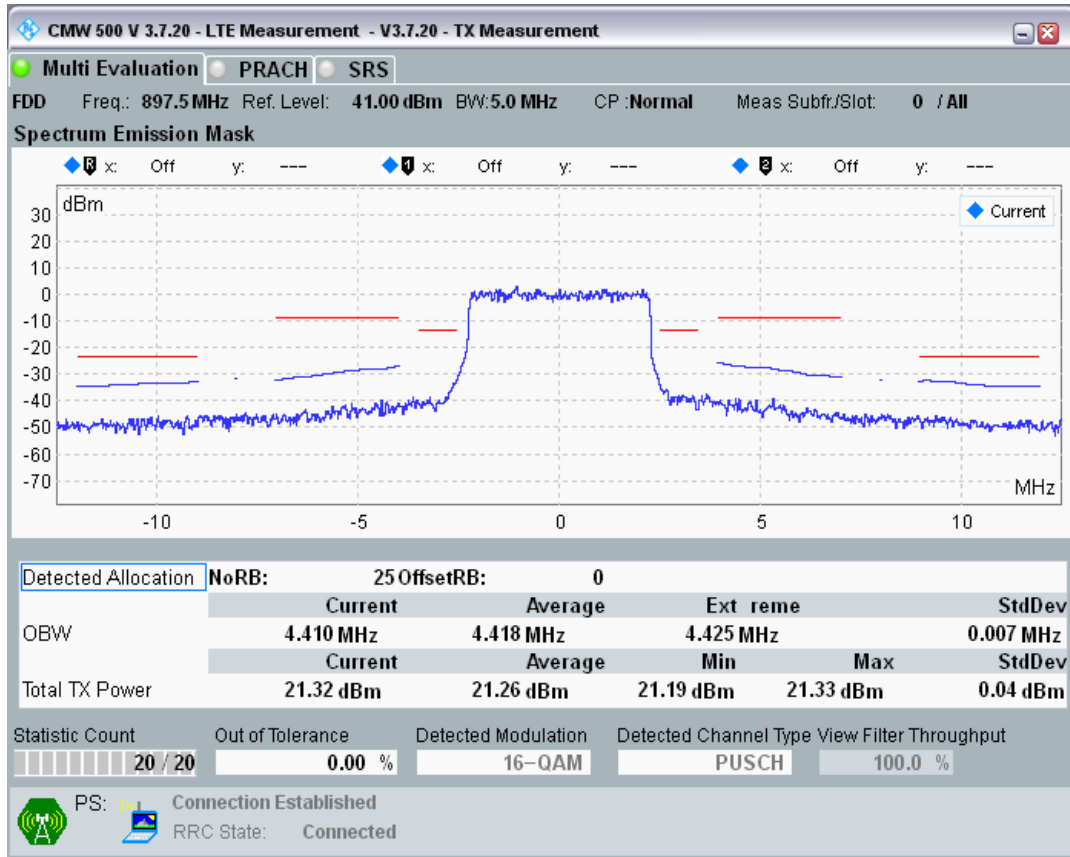 CMW 500 V 3.7.20 - LTE Measurement - V3.7.20 - TX Measurement
Multi Evaluation PRACH SRS
FDD Freq.: 897.5 MHz Ref. Level: 41.00 dBm BW: 5.0 MHz CP :Normal Meas Subfr./Slot: 0 / All
Spectrum Emission Mask
R x: Off y: --- 1 x: Off y: --- 2 x: Off y: ---
dBm
Current
30
20
10
0
-10
-20
-30
-40
-50
-60
-70
MHz
-10 -5 0 5 10
Detected Allocation NoRB: 25 OffsetRB: 0
Current Average Ext reme StdDev
OBW 4.410 MHz 4.418 MHz 4.425 MHz 0.007 MHz
Current Average Min Max StdDev
Total TX Power 21.32 dBm 21.26 dBm 21.19 dBm 21.33 dBm 0.04 dBm
Statistic Count Out of Tolerance Detected Modulation Detected Channel Type View Filter Throughput
20 / 20 0.00 % 16-QAM PUSCH 100.0 %
PS: Connection Established
RRC State: Connected